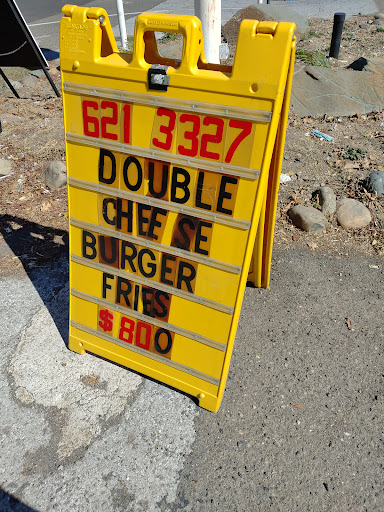 621 3327
DOUBLE
CHEESE
BURGER
FRIES
$800